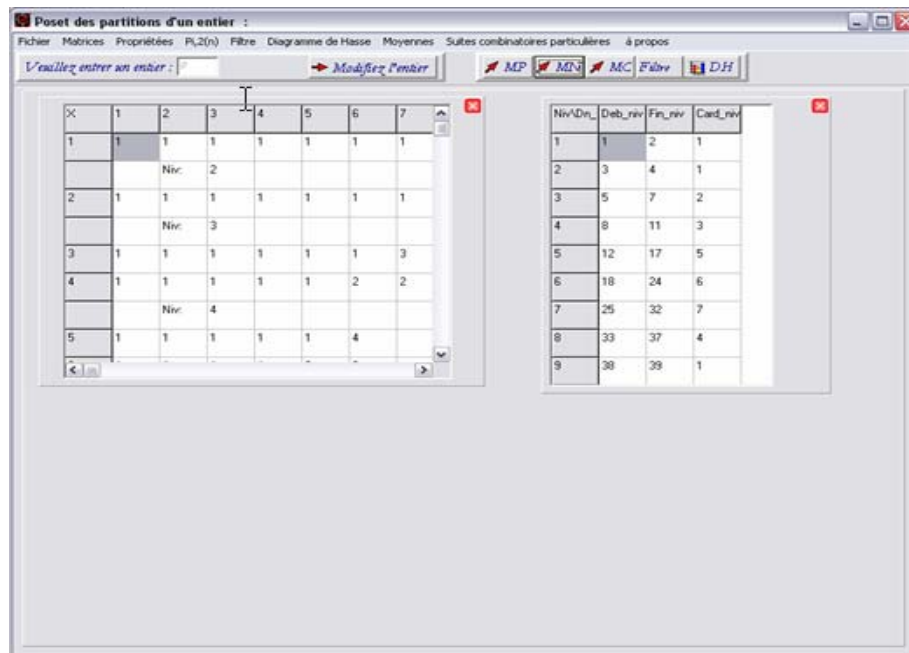 Poset des partitions d'un entier :
Fichier Matrices Propriétées Pi,2(n) Filtre Diagramme de Hasse Moyennes Suites combinatoires particulières á propos
Veuillez entrer un entier : Modifiez l'entier MP MN MC Filtre DH
X 1 2 3 4 5 6 7
1 1 1 1 1 1 1 1
Niv: 2
2 1 1 1 1 1 1 1
Niv: 3
3 1 1 1 1 1 1 3
4 1 1 1 1 1 2 2
Niv: 4
5 1 1 1 1 1 4
Niv\Dn_ Deb_niv Fin_niv Card_niv
1 1 2 1
2 3 4 1
3 5 7 2
4 8 11 3
5 12 17 5
6 18 24 6
7 25 32 7
8 33 37 4
9 38 39 1